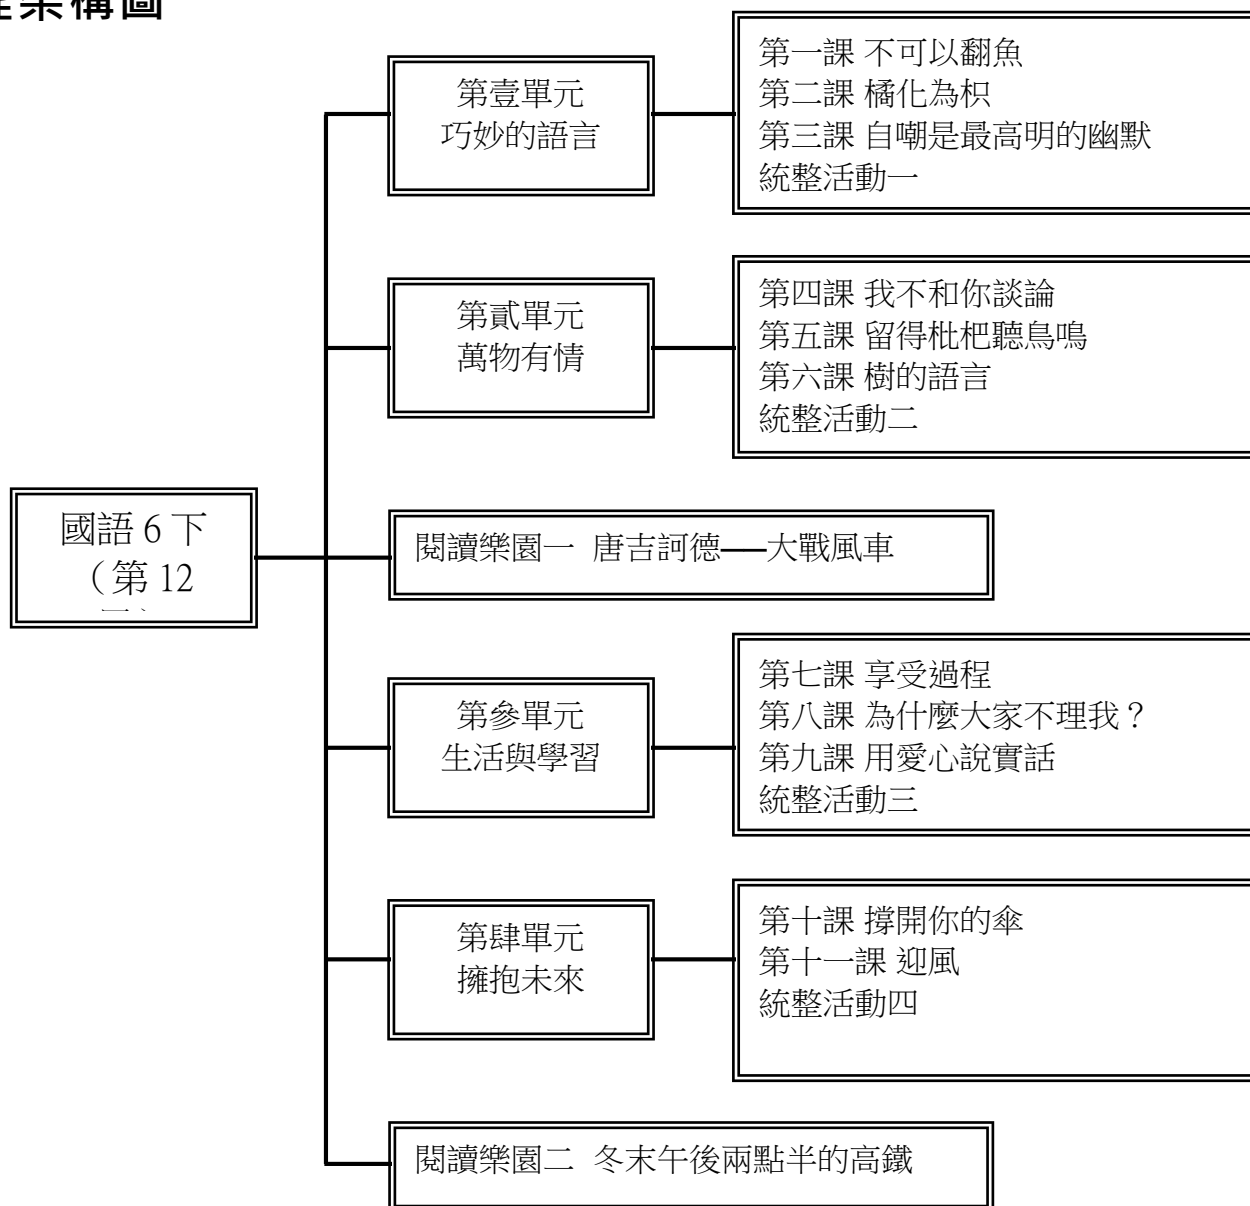 架構圖
第壹單元
巧妙的語言
第一課 不可以翻魚
第二課 橘化為枳
第三課 自嘲是最高明的幽默
統整活動一
第貳單元
萬物有情
第四課 我不和你談論
第五課 留得枇杷聽鳥鳴
第六課 樹的語言
統整活動二
國語 6 下
（第 12
閱讀樂園一 唐吉訶德──大戰風車
第參單元
生活與學習
第七課 享受過程
第八課 為什麼大家不理我？
第九課 用愛心說實話
統整活動三
第肆單元
擁抱未來
第十課 撐開你的傘
第十一課 迎風
統整活動四
閱讀樂園二 冬末午後兩點半的高鐵